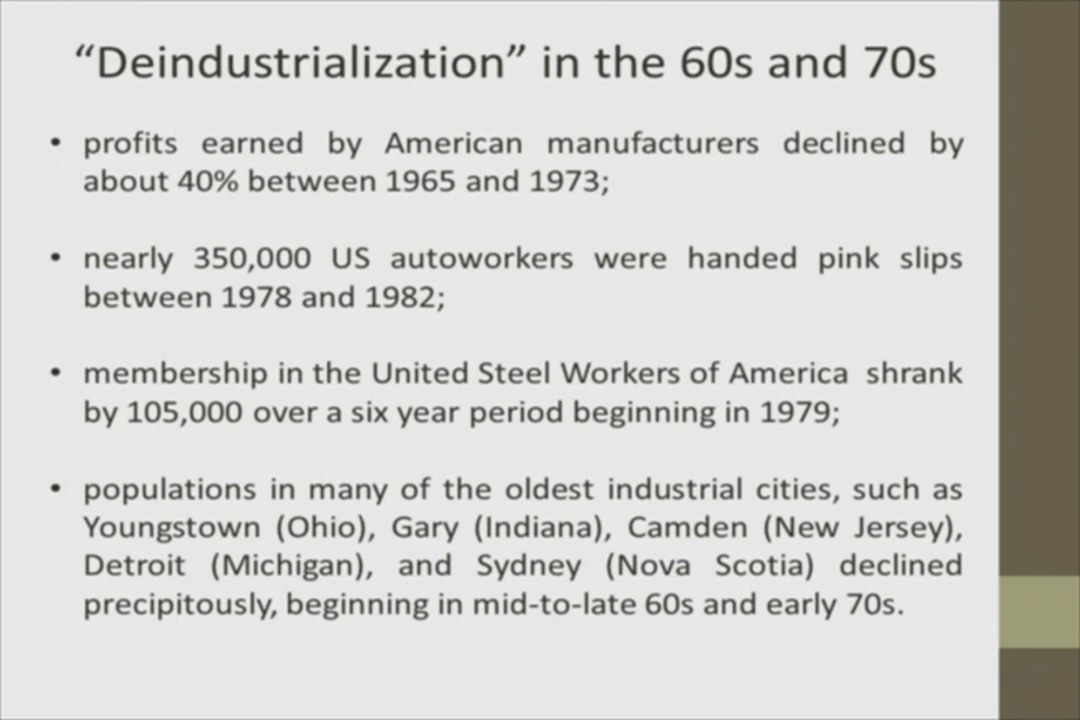 “Deindustrialization” in the 60s and 70s
• profits earned by American manufacturers declined by
about 40% between 1965 and 1973;
• nearly 350,000 US autoworkers were handed pink slips
between 1978 and 1982;
• membership in the United Steel Workers of America shrank
by 105,000 over a six year period beginning in 1979;
• populations in many of the oldest industrial cities, such as
Youngstown (Ohio), Gary (Indiana), Camden (New Jersey),
Detroit (Michigan), and Sydney (Nova Scotia) declined
precipitously, beginning in mid-to-late 60s and early 70s.